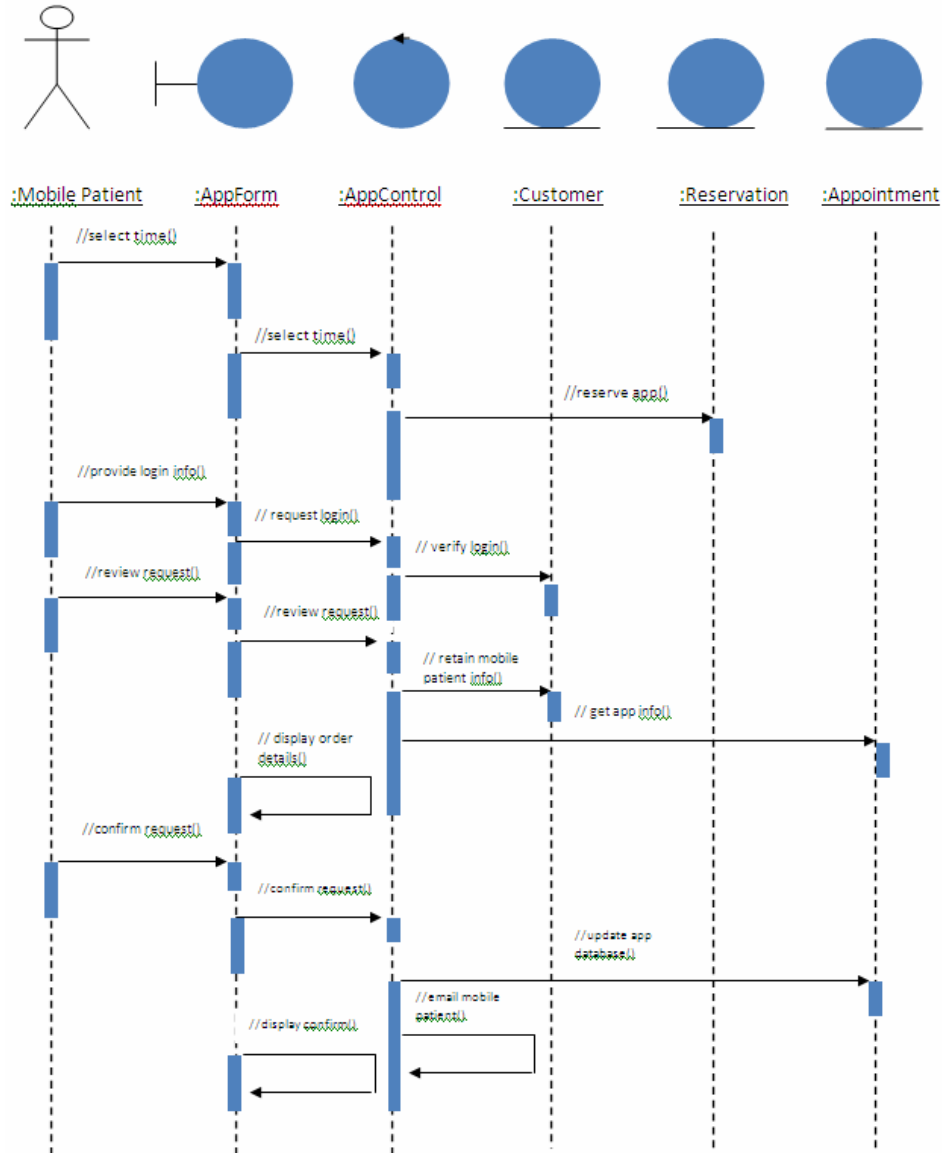 :Mobile Patient :AppForm :AppControl :Customer :Reservation :Appointment
//select time()
//select time()
//reserve app()
//provide login info()
// request login()
// verify login()
//review request()
//review request()
// retain mobile
patient info()
// get app info()
// display order
details()
//confirm request()
//confirm request()
//update app
database()
//email mobile
patient()
//display confirm()